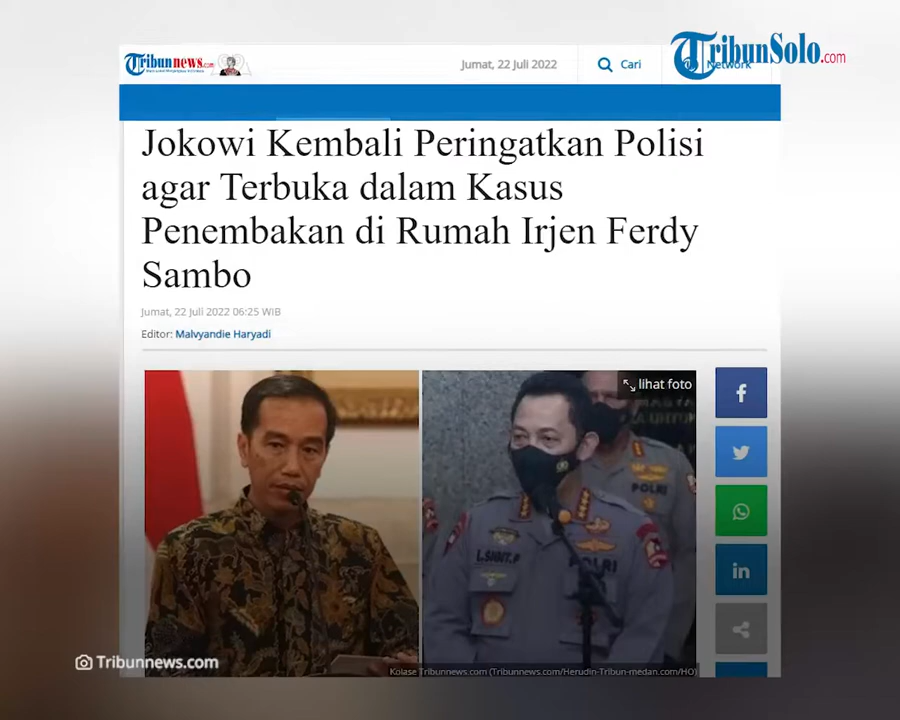 TribunSolo.com
Tribunnews.com
Jumat, 22 Juli 2022
Cari
Network
Jokowi Kembali Peringatkan Polisi
agar Terbuka dalam Kasus
Penembakan di Rumah Irjen Ferdy
Sambo
Jumat, 22 Juli 2022 06:25 WIB
Editor: Malvyandie Haryadi
lihat foto
POLRI
POLRI
Kolase Tribunnews.com (Tribunnews.com/Herudin-Tribun-medan.com/HO)
Tribunnews.com